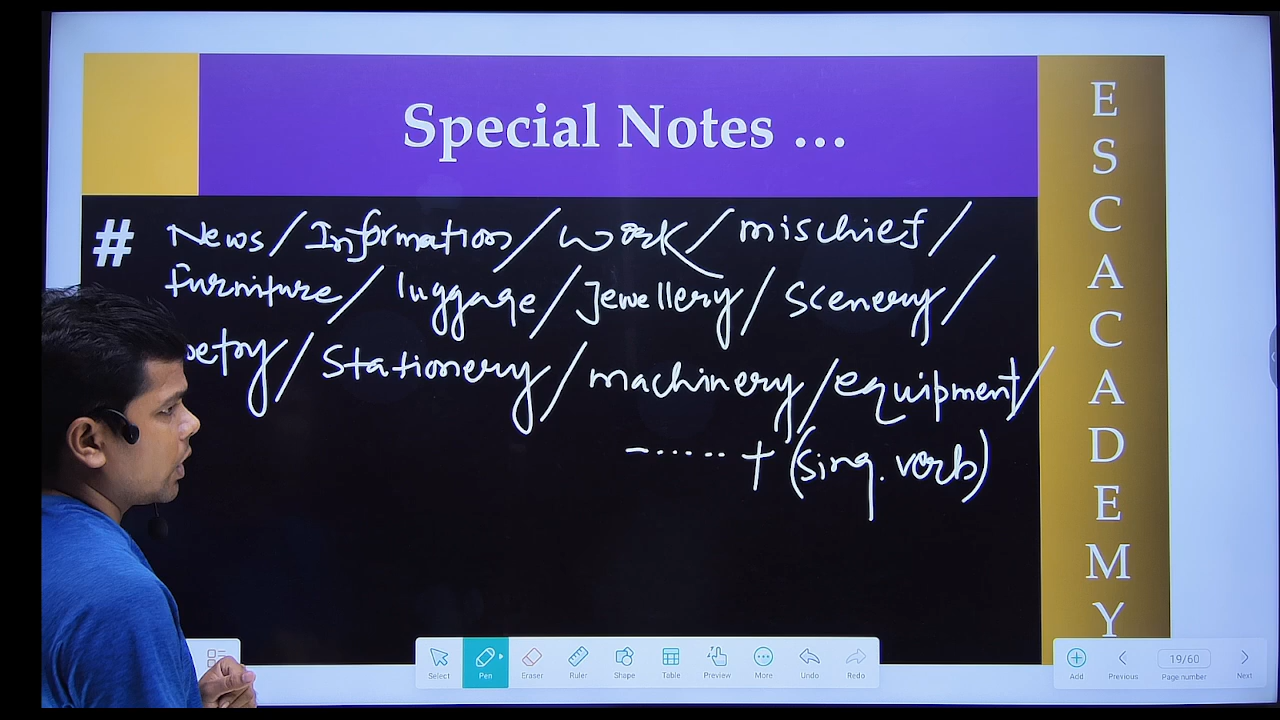 Special Notes ...
# News / Information / work / mischief /
furniture / luggage / Jewellery / Scenery /
oetry / Stationery / machinery / equipment /
- ..... + (sing. verb)
ESCADEMY
Select Pen Eraser Ruler Shape Table Preview More Undo Redo
Add Previous 19/60 Page number Next